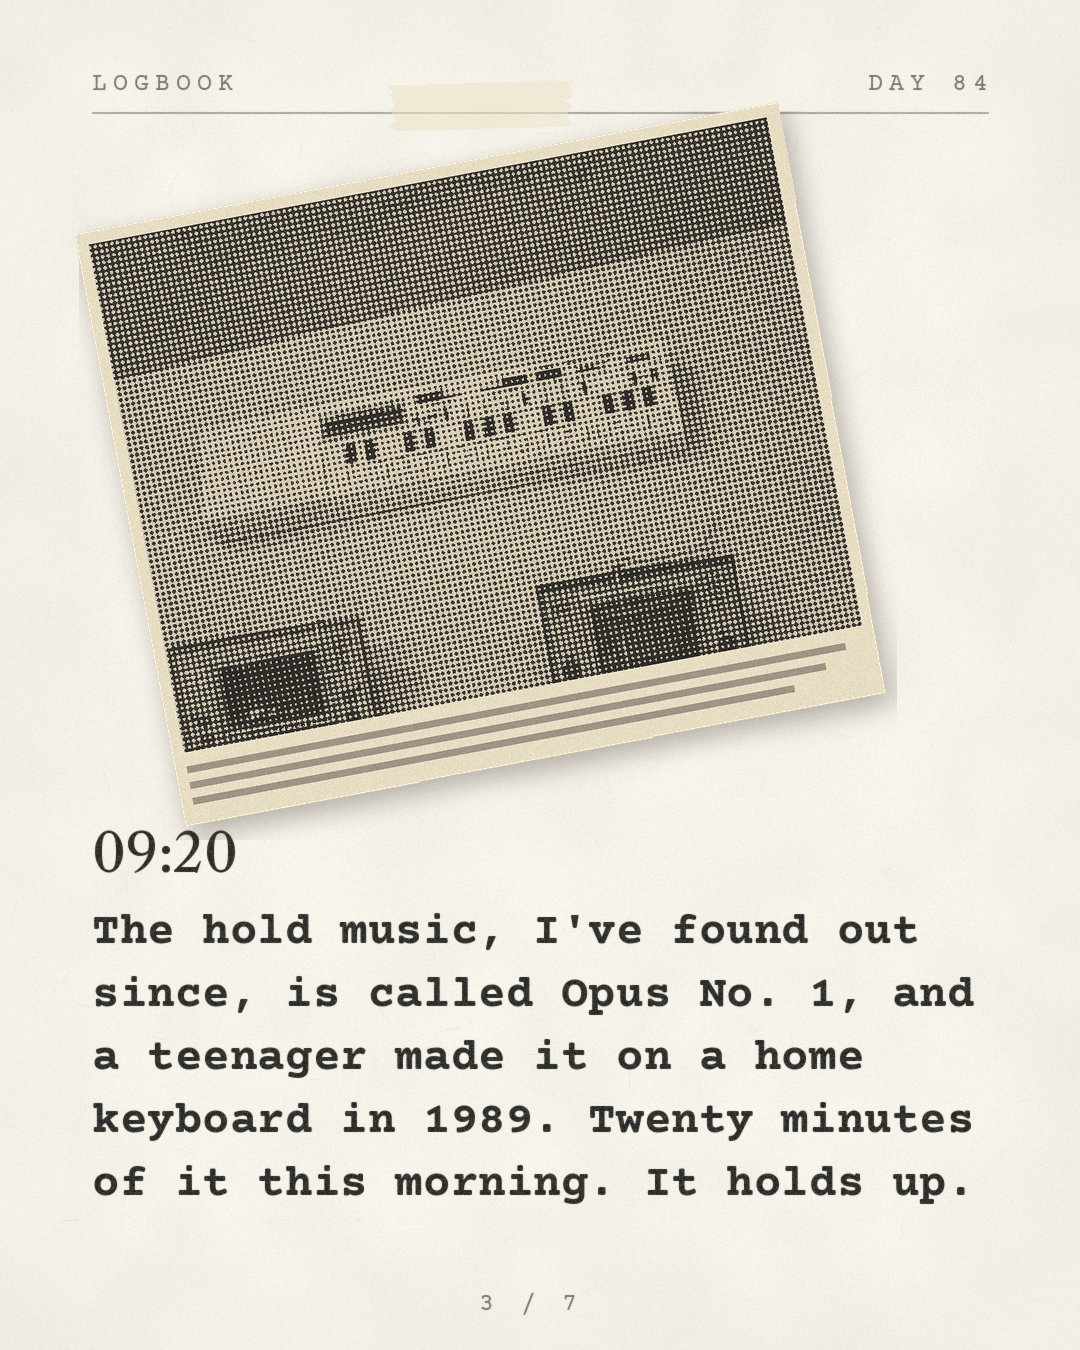 LOGBOOK DAY 84
09:20
The hold music, I've found out
since, is called Opus No. 1, and
a teenager made it on a home
keyboard in 1989. Twenty minutes
of it this morning. It holds up.
3 / 7